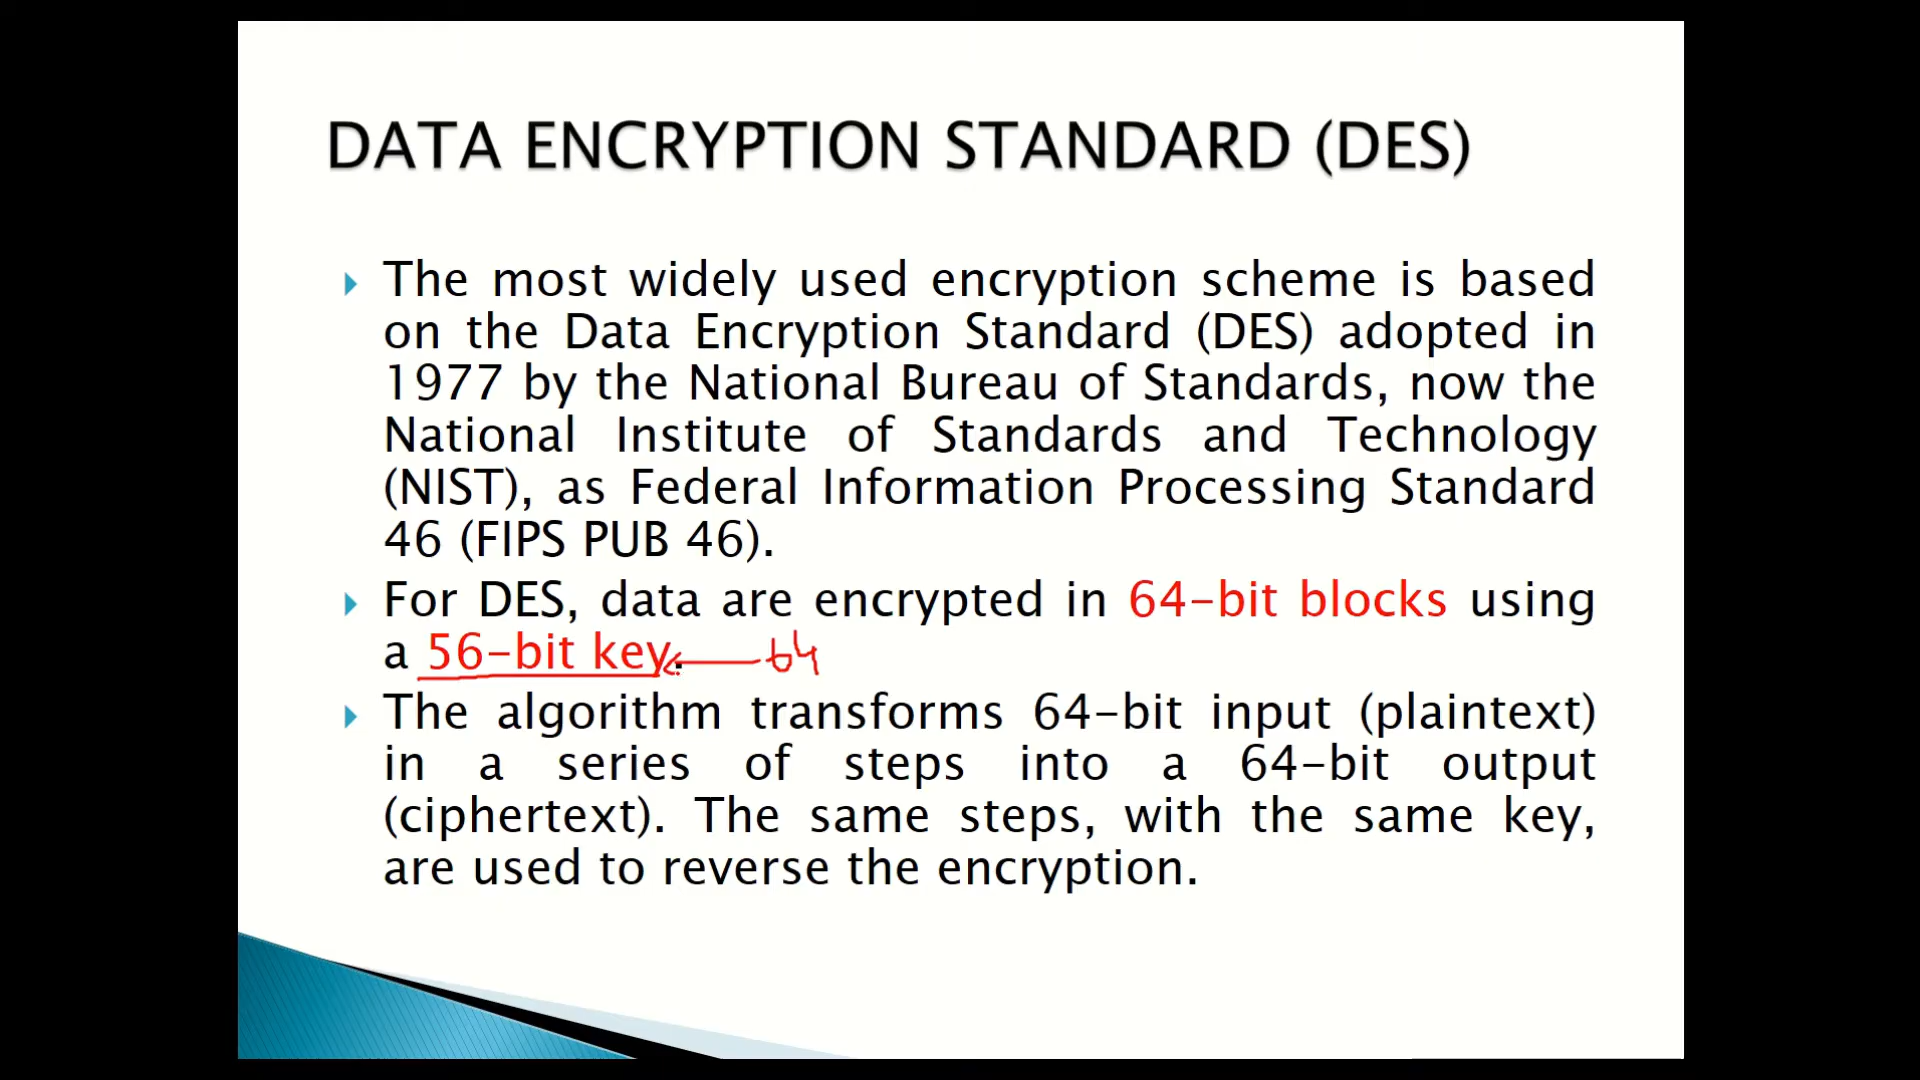 DATA ENCRYPTION STANDARD (DES)
The most widely used encryption scheme is based
on the Data Encryption Standard (DES) adopted in
1977 by the National Bureau of Standards, now the
National Institute of Standards and Technology
(NIST), as Federal Information Processing Standard
46 (FIPS PUB 46).
For DES, data are encrypted in 64-bit blocks using
a 56-bit key. 64
The algorithm transforms 64-bit input (plaintext)
in a series of steps into a 64-bit output
(ciphertext). The same steps, with the same key,
are used to reverse the encryption.